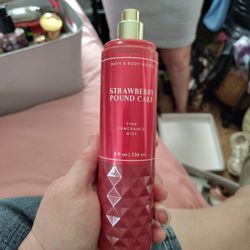 BATH & BODY WORKS
STRAWBERRY
POUND CAKE
FINE
FRAGRANCE
MIST
8 fl oz / 236 mL